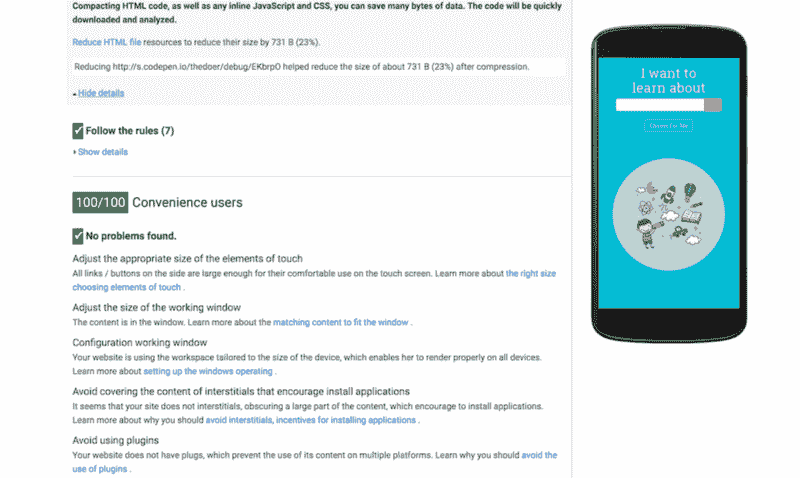 Compacting HTML code, as well as any inline JavaScript and CSS, you can save many bytes of data. The code will be quickly
downloaded and analyzed.
Reduce HTML file resources to reduce their size by 731 B (23%).
Reducing http://s.codepen.io/thedoer/debug/EKbrpO helped reduce the size of about 731 B (23%) after compression.
Hide details
Follow the rules (7)
Show details
100/100 Convenience users
No problems found.
Adjust the appropriate size of the elements of touch
All links / buttons on the side are large enough for their comfortable use on the touch screen. Learn more about the right size
choosing elements of touch .
Adjust the size of the working window
The content is in the window. Learn more about the matching content to fit the window .
Configuration working window
Your website is using the workspace tailored to the size of the device, which enables her to render properly on all devices.
Learn more about setting up the windows operating .
Avoid covering the content of interstitials that encourage install applications
It seems that your site does not interstitials, obscuring a large part of the content, which encourage to install applications.
Learn more about why you should avoid interstitials, incentives for installing applications .
Avoid using plugins
Your website does not have plugs, which prevent the use of its content on multiple platforms. Learn why you should avoid the
use of plugins .
I want to
learn about
Choose For Me